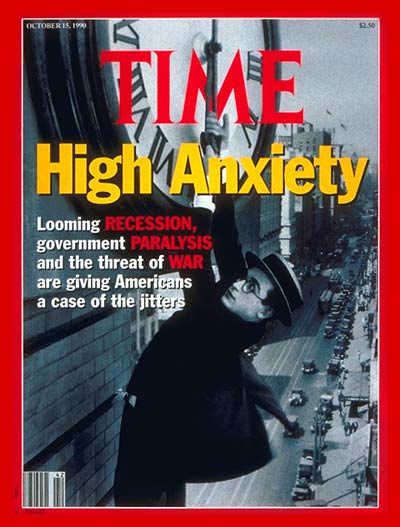 OCTOBER 15, 1990
$2.50
TIME
High Anxiety
Looming RECESSION,
government PARALYSIS
and the threat of WAR
are giving Americans
a case of the jitters
42